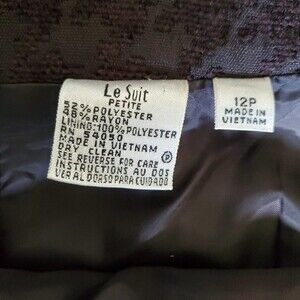 Le Suit
PETITE
52% POLYESTER
48% RAYON
LINING: 100% POLYESTER
RN 54050
MADE IN VIETNAM
DRY CLEAN
SEE REVERSE FOR CARE
INSTRUCTIONS AU DOS
VER AL DORSO PARA CUIDADO
P
12P
MADE IN
VIETNAM